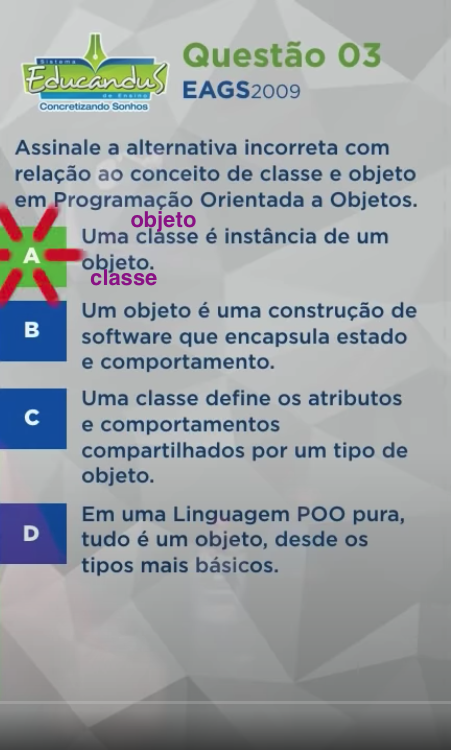 Sistema
Educandus
de Ensino
Concretizando Sonhos
Questão 03
EAGS2009
Assinale a alternativa incorreta com
relação ao conceito de classe e objeto
em Programação Orientada a Objetos.
objeto
A
Uma classe é instância de um
objeto.
classe
B
Um objeto é uma construção de
software que encapsula estado
e comportamento.
C
Uma classe define os atributos
e comportamentos
compartilhados por um tipo de
objeto.
D
Em uma Linguagem POO pura,
tudo é um objeto, desde os
tipos mais básicos.